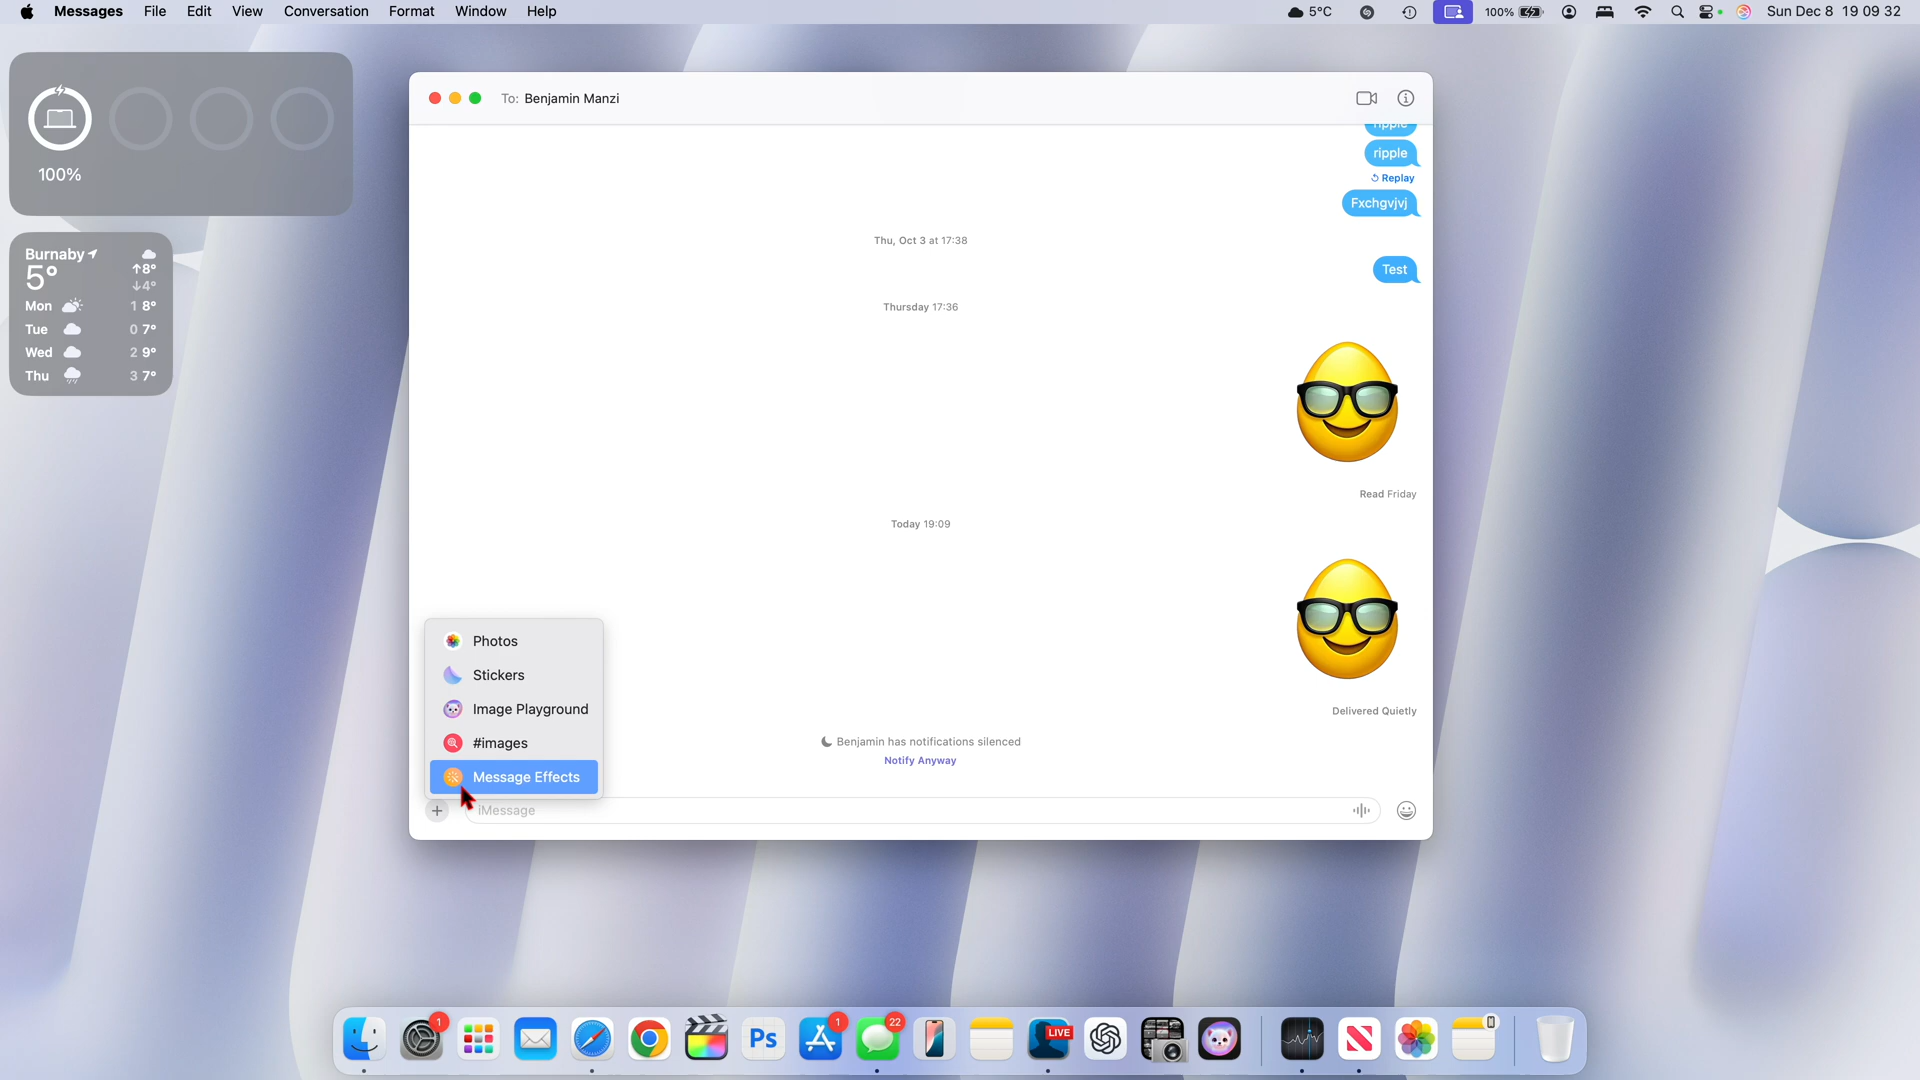 Messages File Edit View Conversation Format Window Help 5°C 100% Sun Dec 8 19 09 32
100%
Burnaby
5° ↑8°
↓4°
Mon 1 8°
Tue 0 7°
Wed 2 9°
Thu 3 7°
To: Benjamin Manzi
ripple
ripple
Replay
Fxchgvjvj
Thu, Oct 3 at 17:38
Test
Thursday 17:36
Read Friday
Today 19:09
Delivered Quietly
Benjamin has notifications silenced
Notify Anyway
Photos
Stickers
Image Playground
#images
Message Effects
iMessage
1
1
22
Ps
LIVE